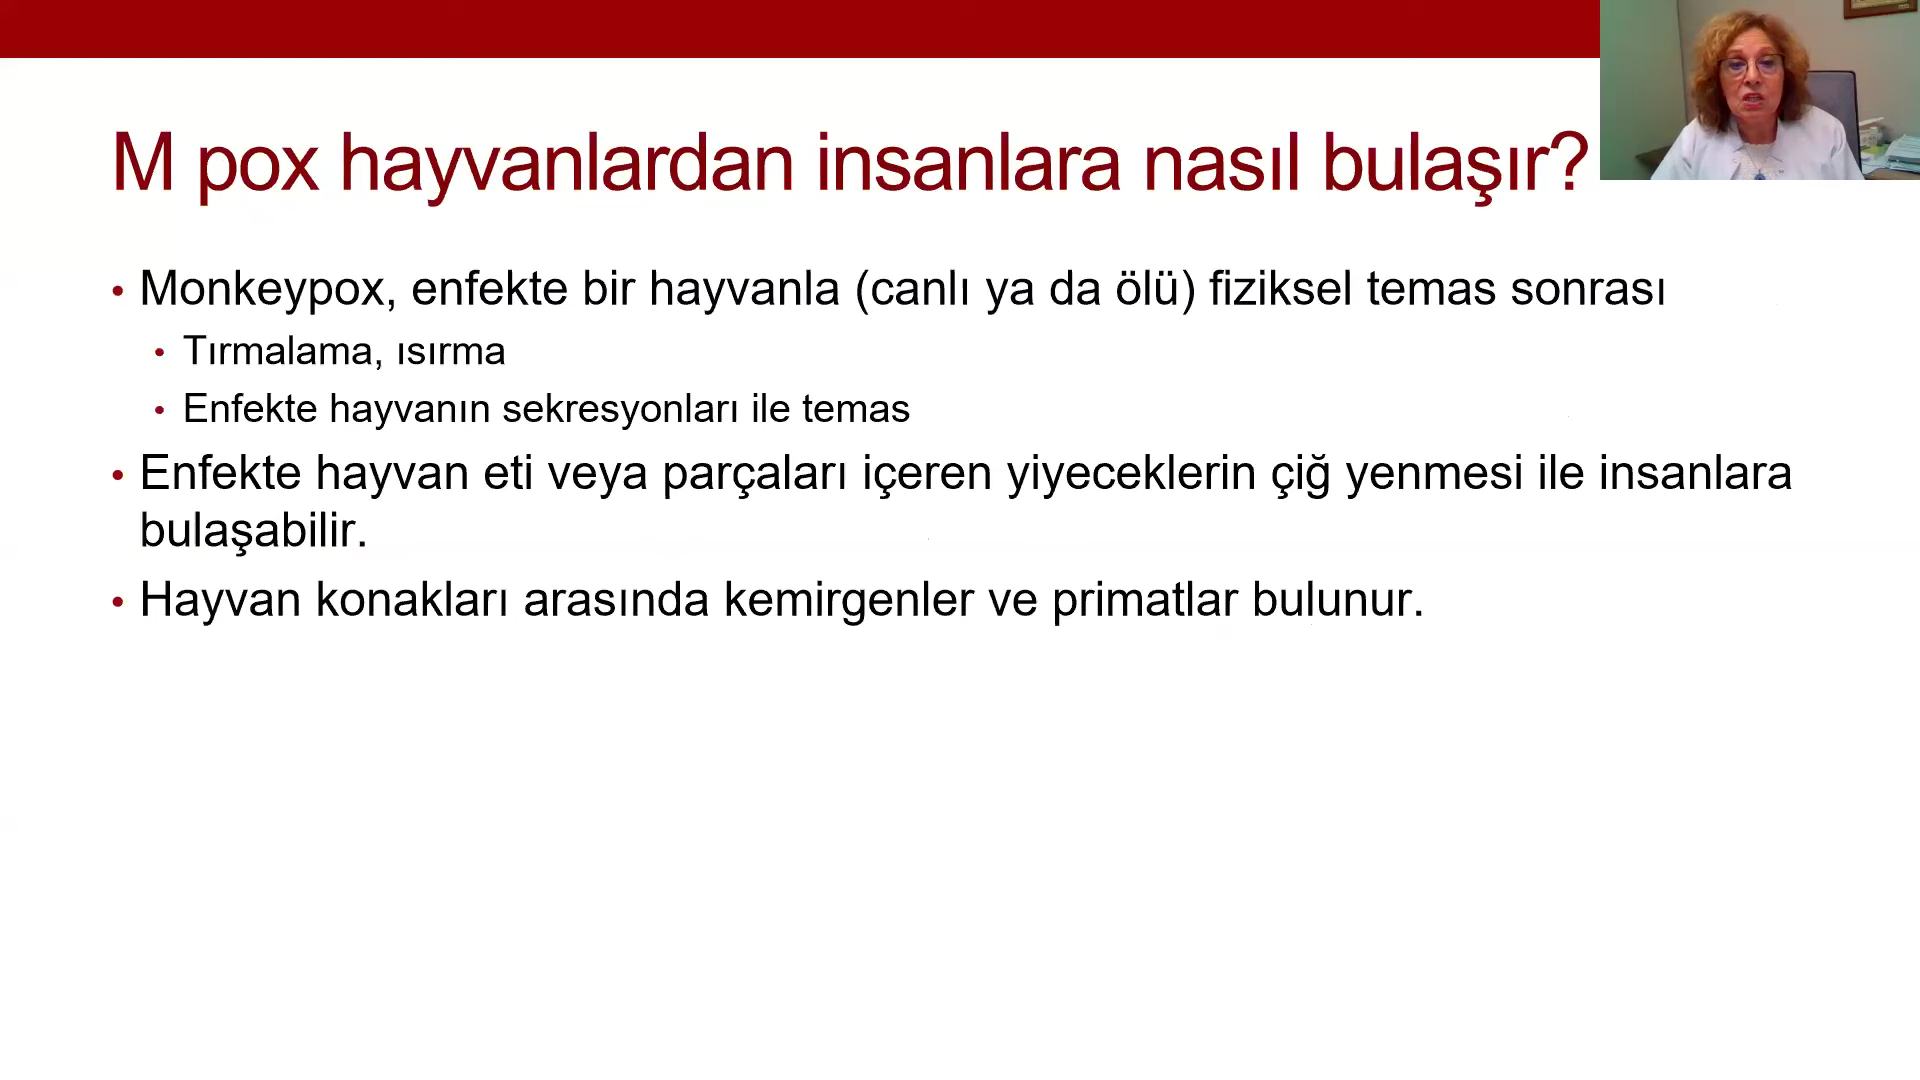 M pox hayvanlardan insanlara nasıl bulaşır?
• Monkeypox, enfekte bir hayvanla (canlı ya da ölü) fiziksel temas sonrası
• Tırmalama, ısırma
• Enfekte hayvanın sekresyonları ile temas
• Enfekte hayvan eti veya parçaları içeren yiyeceklerin çiğ yenmesi ile insanlara
bulaşabilir.
• Hayvan konakları arasında kemirgenler ve primatlar bulunur.